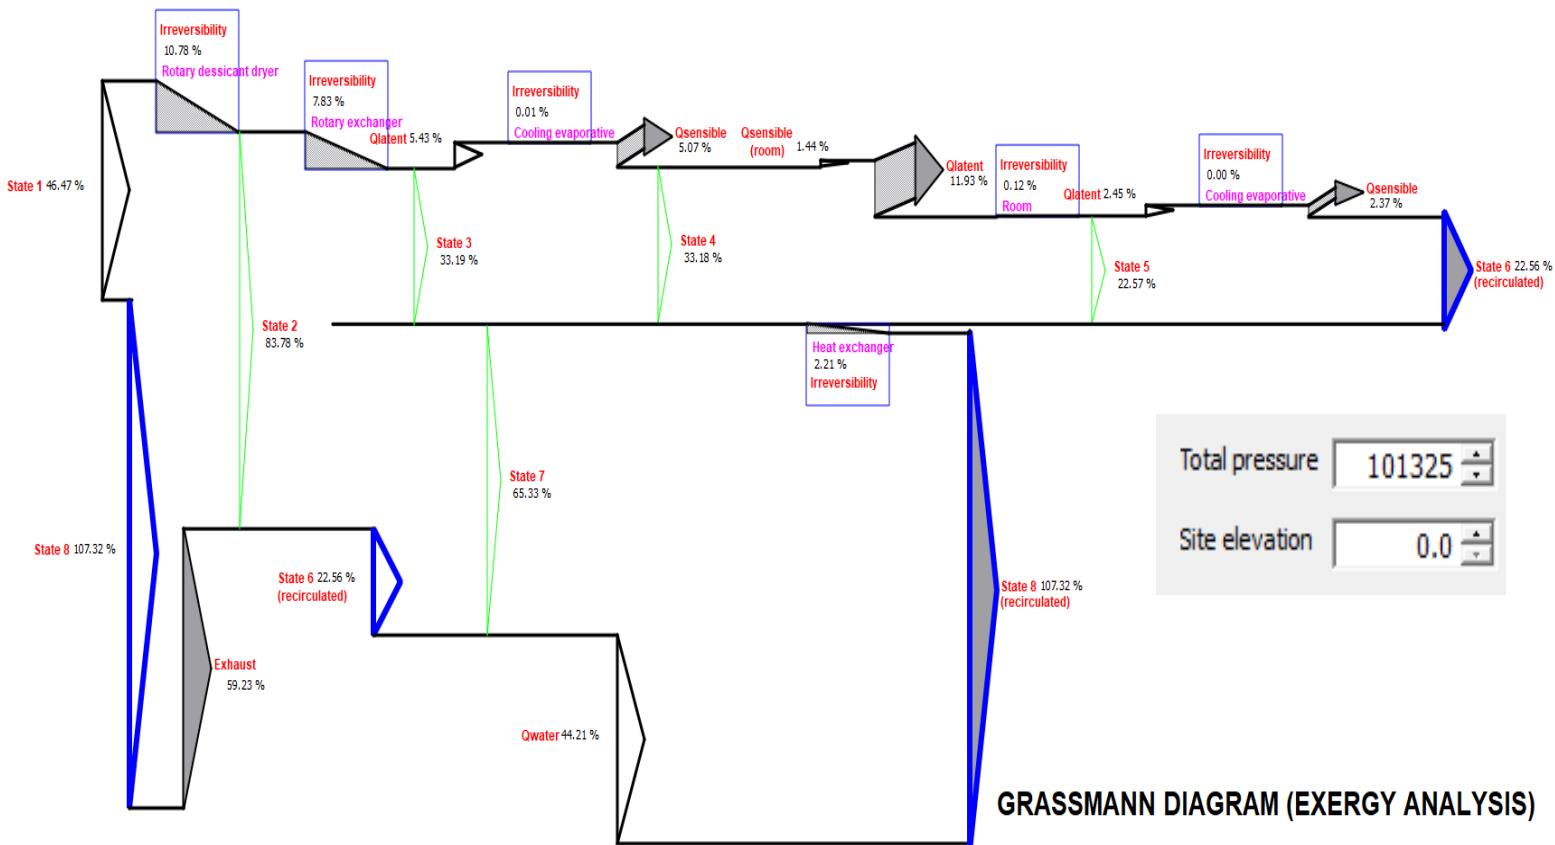 Irreversibility
10.78 %
Rotary dessicant dryer
Irreversibility
7.83 %
Rotary exchanger
Qlatent 5.43 %
Irreversibility
0.01 %
Cooling evaporative
Qsensible
5.07 %
Qsensible
(room)
1.44 %
Qlatent
11.93 %
Irreversibility
0.12 %
Room
Qlatent 2.45 %
Irreversibility
0.00 %
Cooling evaporative
Qsensible
2.37 %
State 1 46.47 %
State 3
33.19 %
State 4
33.18 %
State 5
22.57 %
State 6 22.56 %
(recirculated)
State 2
83.78 %
Heat exchanger
2.21 %
Irreversibility
State 7
65.33 %
Total pressure 101325
Site elevation 0.0
State 8 107.32 %
State 6 22.56 %
(recirculated)
State 8 107.32 %
(recirculated)
Exhaust
59.23 %
Qwater 44.21 %
GRASSMANN DIAGRAM (EXERGY ANALYSIS)